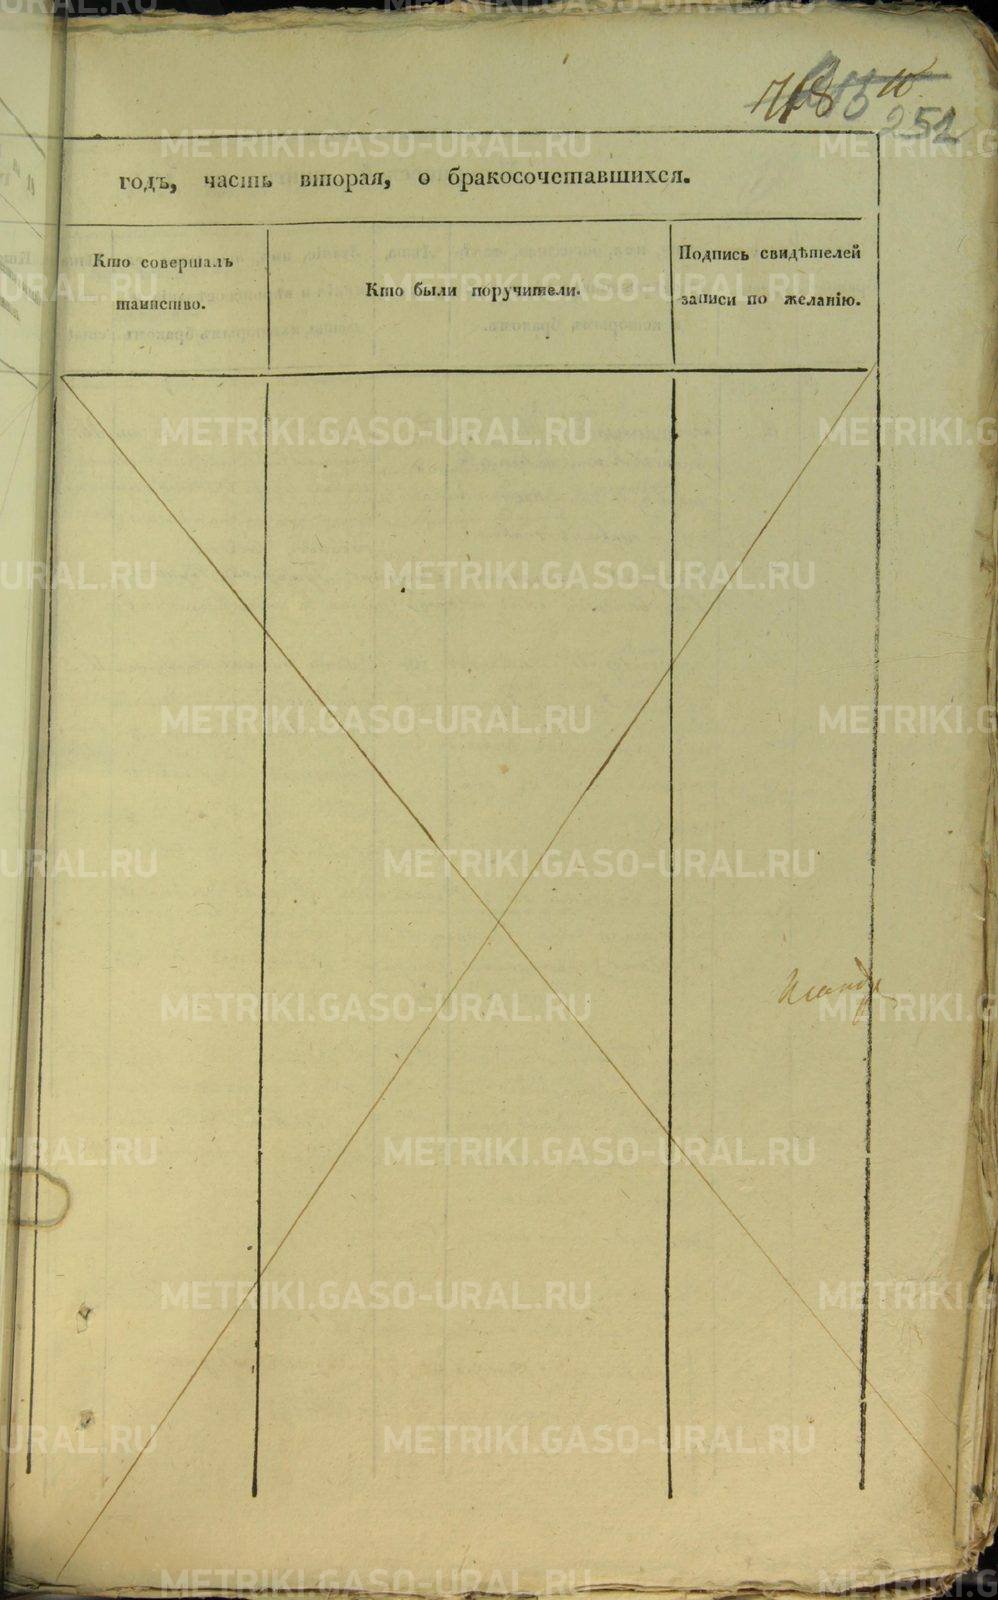 252
годъ, часть вторая, о бракосочетавшихся.
Кто совершалъ
таинство.
Кто были поручители.
Подпись свидѣтелей
записи по желанію.
METRIKI.GASO-URAL.RU